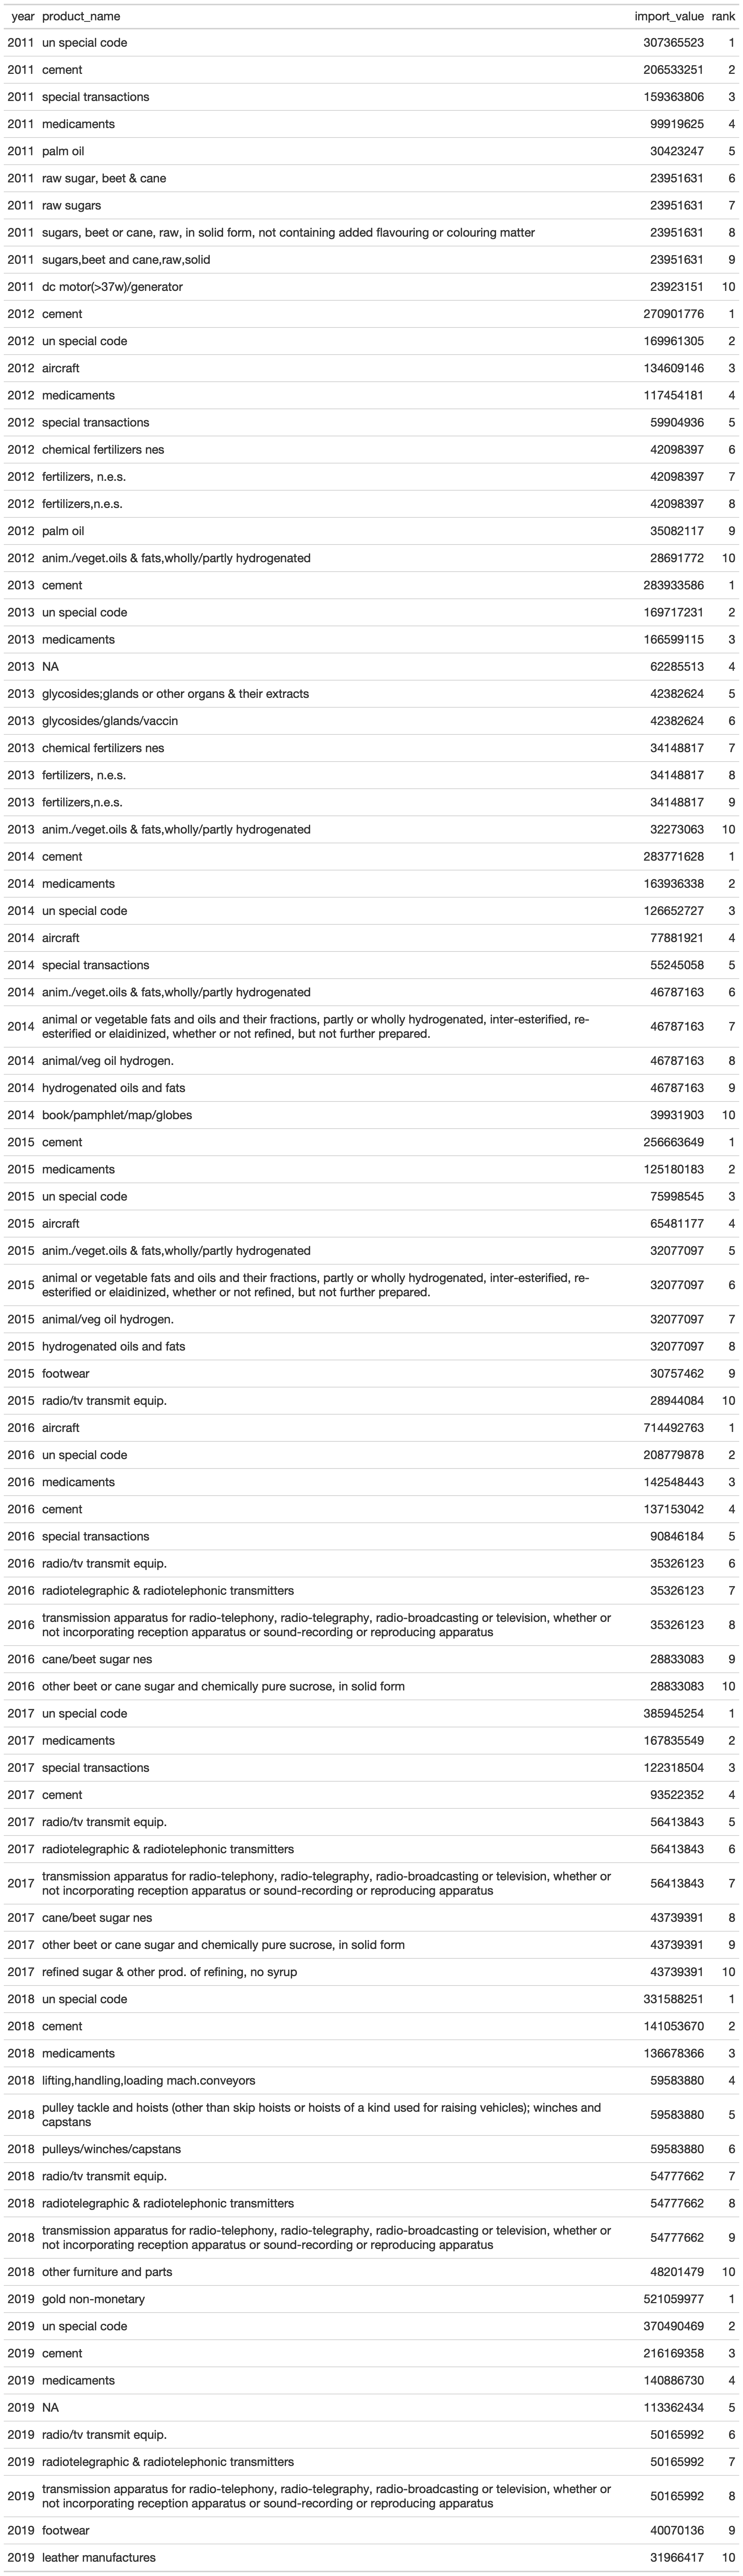 year product_name import_value rank
2011 un special code 307365523 1
2011 cement 206533251 2
2011 special transactions 159363806 3
2011 medicaments 99919625 4
2011 palm oil 30423247 5
2011 raw sugar, beet & cane 23951631 6
2011 raw sugars 23951631 7
2011 sugars, beet or cane, raw, in solid form, not containing added flavouring or colouring matter 23951631 8
2011 sugars,beet and cane,raw,solid 23951631 9
2011 dc motor(>37w)/generator 23923151 10
2012 cement 270901776 1
2012 un special code 169961305 2
2012 aircraft 134609146 3
2012 medicaments 117454181 4
2012 special transactions 59904936 5
2012 chemical fertilizers nes 42098397 6
2012 fertilizers, n.e.s. 42098397 7
2012 fertilizers,n.e.s. 42098397 8
2012 palm oil 35082117 9
2012 anim./veget.oils & fats,wholly/partly hydrogenated 28691772 10
2013 cement 283933586 1
2013 un special code 169717231 2
2013 medicaments 166599115 3
2013 NA 62285513 4
2013 glycosides;glands or other organs & their extracts 42382624 5
2013 glycosides/glands/vaccin 42382624 6
2013 chemical fertilizers nes 34148817 7
2013 fertilizers, n.e.s. 34148817 8
2013 fertilizers,n.e.s. 34148817 9
2013 anim./veget.oils & fats,wholly/partly hydrogenated 32273063 10
2014 cement 283771628 1
2014 medicaments 163936338 2
2014 un special code 126652727 3
2014 aircraft 77881921 4
2014 special transactions 55245058 5
2014 anim./veget.oils & fats,wholly/partly hydrogenated 46787163 6
2014 animal or vegetable fats and oils and their fractions, partly or wholly hydrogenated, inter-esterified, re-
esterified or elaidinized, whether or not refined, but not further prepared. 46787163 7
2014 animal/veg oil hydrogen. 46787163 8
2014 hydrogenated oils and fats 46787163 9
2014 book/pamphlet/map/globes 39931903 10
2015 cement 256663649 1
2015 medicaments 125180183 2
2015 un special code 75998545 3
2015 aircraft 65481177 4
2015 anim./veget.oils & fats,wholly/partly hydrogenated 32077097 5
2015 animal or vegetable fats and oils and their fractions, partly or wholly hydrogenated, inter-esterified, re-
esterified or elaidinized, whether or not refined, but not further prepared. 32077097 6
2015 animal/veg oil hydrogen. 32077097 7
2015 hydrogenated oils and fats 32077097 8
2015 footwear 30757462 9
2015 radio/tv transmit equip. 28944084 10
2016 aircraft 714492763 1
2016 un special code 208779878 2
2016 medicaments 142548443 3
2016 cement 137153042 4
2016 special transactions 90846184 5
2016 radio/tv transmit equip. 35326123 6
2016 radiotelegraphic & radiotelephonic transmitters 35326123 7
2016 transmission apparatus for radio-telephony, radio-telegraphy, radio-broadcasting or television, whether or
not incorporating reception apparatus or sound-recording or reproducing apparatus 35326123 8
2016 cane/beet sugar nes 28833083 9
2016 other beet or cane sugar and chemically pure sucrose, in solid form 28833083 10
2017 un special code 385945254 1
2017 medicaments 167835549 2
2017 special transactions 122318504 3
2017 cement 93522352 4
2017 radio/tv transmit equip. 56413843 5
2017 radiotelegraphic & radiotelephonic transmitters 56413843 6
2017 transmission apparatus for radio-telephony, radio-telegraphy, radio-broadcasting or television, whether or
not incorporating reception apparatus or sound-recording or reproducing apparatus 56413843 7
2017 cane/beet sugar nes 43739391 8
2017 other beet or cane sugar and chemically pure sucrose, in solid form 43739391 9
2017 refined sugar & other prod. of refining, no syrup 43739391 10
2018 un special code 331588251 1
2018 cement 141053670 2
2018 medicaments 136678366 3
2018 lifting,handling,loading mach.conveyors 59583880 4
2018 pulley tackle and hoists (other than skip hoists or hoists of a kind used for raising vehicles); winches and
capstans 59583880 5
2018 pulleys/winches/capstans 59583880 6
2018 radio/tv transmit equip. 54777662 7
2018 radiotelegraphic & radiotelephonic transmitters 54777662 8
2018 transmission apparatus for radio-telephony, radio-telegraphy, radio-broadcasting or television, whether or
not incorporating reception apparatus or sound-recording or reproducing apparatus 54777662 9
2018 other furniture and parts 48201479 10
2019 gold non-monetary 521059977 1
2019 un special code 370490469 2
2019 cement 216169358 3
2019 medicaments 140886730 4
2019 NA 113362434 5
2019 radio/tv transmit equip. 50165992 6
2019 radiotelegraphic & radiotelephonic transmitters 50165992 7
2019 transmission apparatus for radio-telephony, radio-telegraphy, radio-broadcasting or television, whether or
not incorporating reception apparatus or sound-recording or reproducing apparatus 50165992 8
2019 footwear 40070136 9
2019 leather manufactures 31966417 10